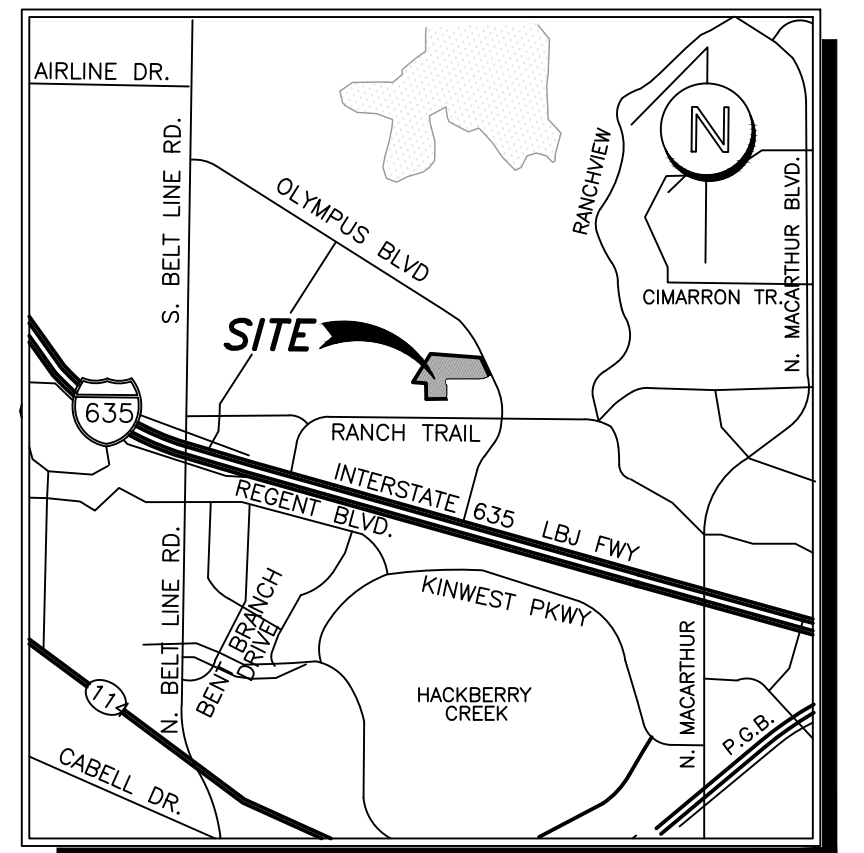 AIRLINE DR.
S. BELT LINE RD.
OLYMPUS BLVD
RANCHVIEW
N
N. MACARTHUR BLVD.
CIMARRON TR.
SITE
635
RANCH TRAIL
INTERSTATE 635 LBJ FWY
REGENT BLVD.
KINWEST PKWY
N. BELT LINE RD.
BENT BRANCH
DRIVE
HACKBERRY
CREEK
N. MACARTHUR
114
P.G.B.
CABELL DR.